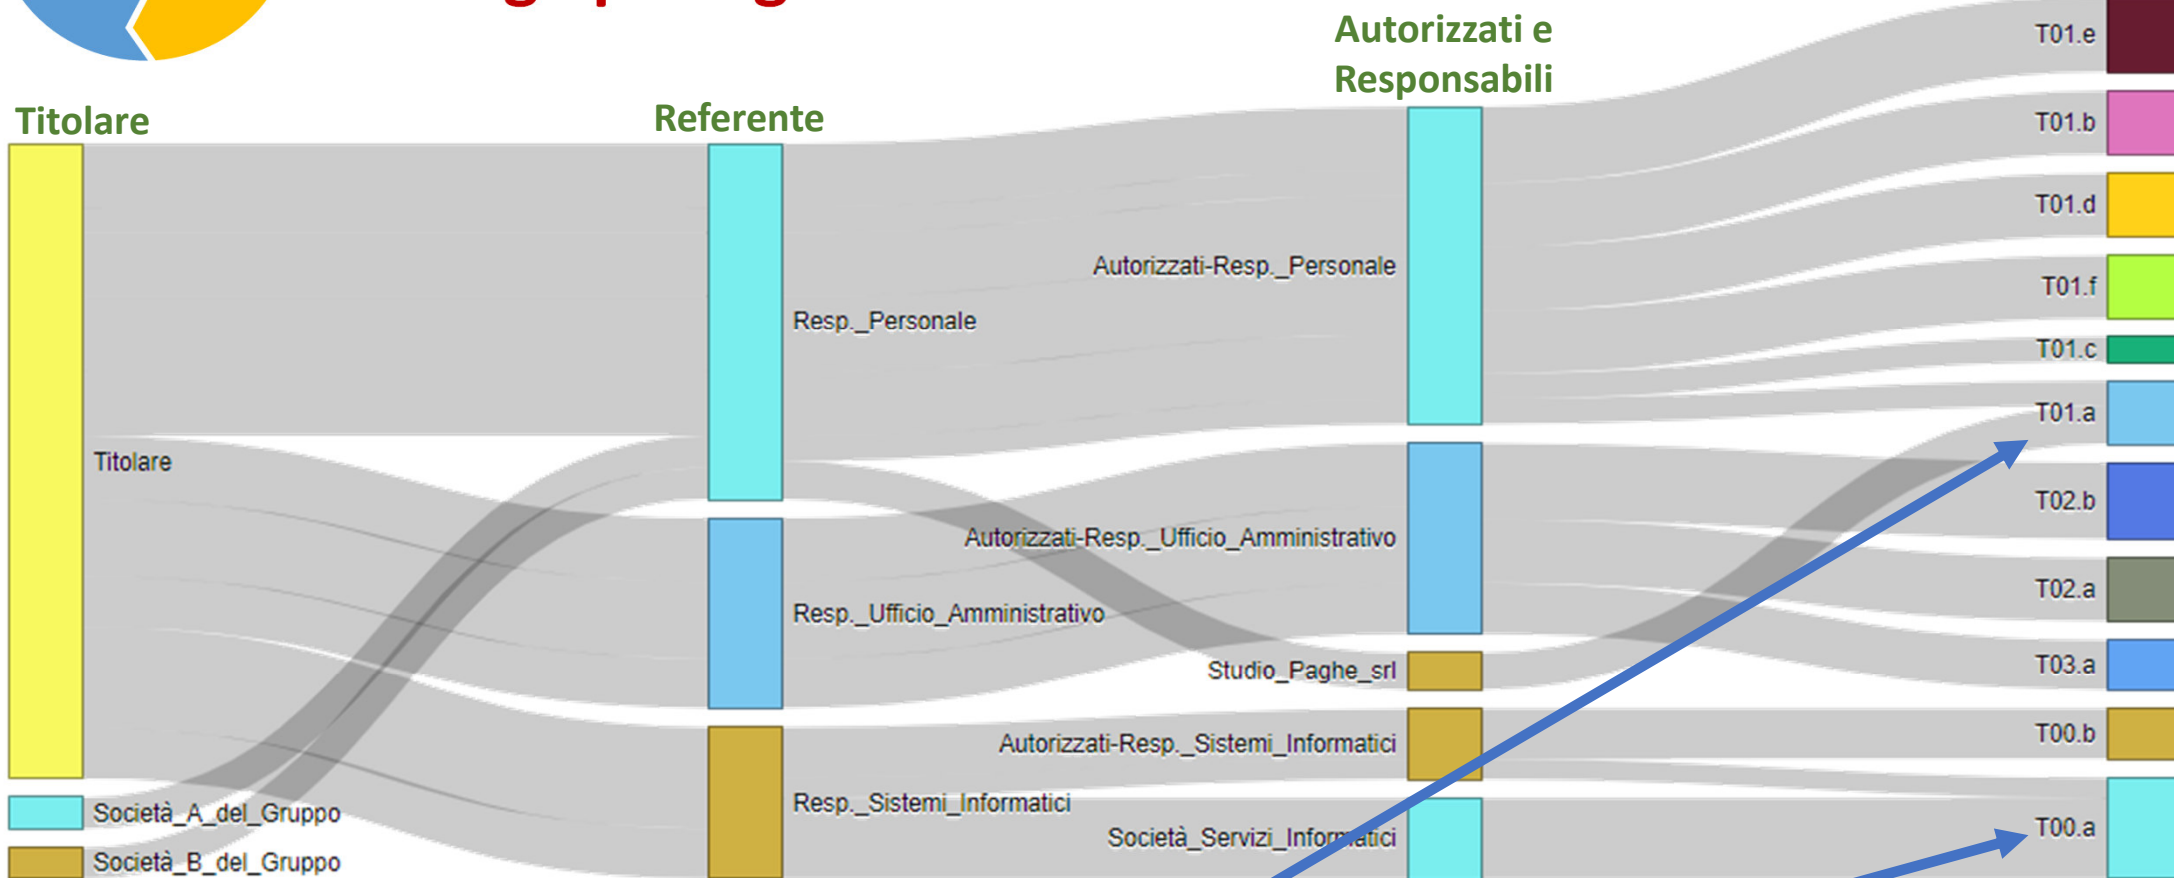 Autorizzati e
Responsabili
Titolare
Referente
Titolare
Società_A_del_Gruppo
Società_B_del_Gruppo
Resp._Personale
Resp._Ufficio_Amministrativo
Resp._Sistemi_Informatici
Autorizzati-Resp._Personale
Autorizzati-Resp._Ufficio_Amministrativo
Studio_Paghe_srl
Autorizzati-Resp._Sistemi_Informatici
Società_Servizi_Informatici
T01.e
T01.b
T01.d
T01.f
T01.c
T01.a
T02.b
T02.a
T03.a
T00.b
T00.a